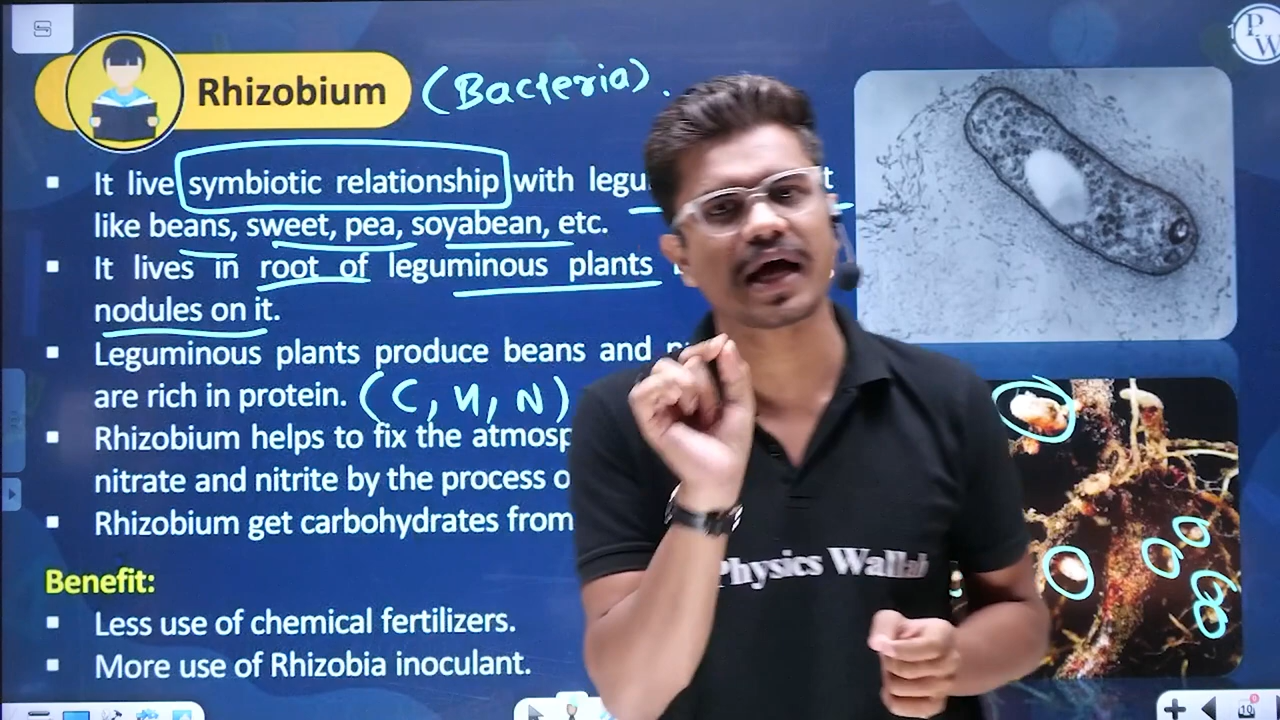 Rhizobium (Bacteria).
PW
▪ It live symbiotic relationship with
like beans, sweet, pea, soyabean, etc.
▪ It lives in root of leguminous plants
nodules on it.
▪ Leguminous plants produce beans and
are rich in protein. (C, H, N)
▪ Rhizobium helps to fix the
nitrate and nitrite by the process
▪ Rhizobium get carbohydrates from
Benefit:
▪ Less use of chemical fertilizers.
▪ More use of Rhizobia inoculant.
Physics Wallah